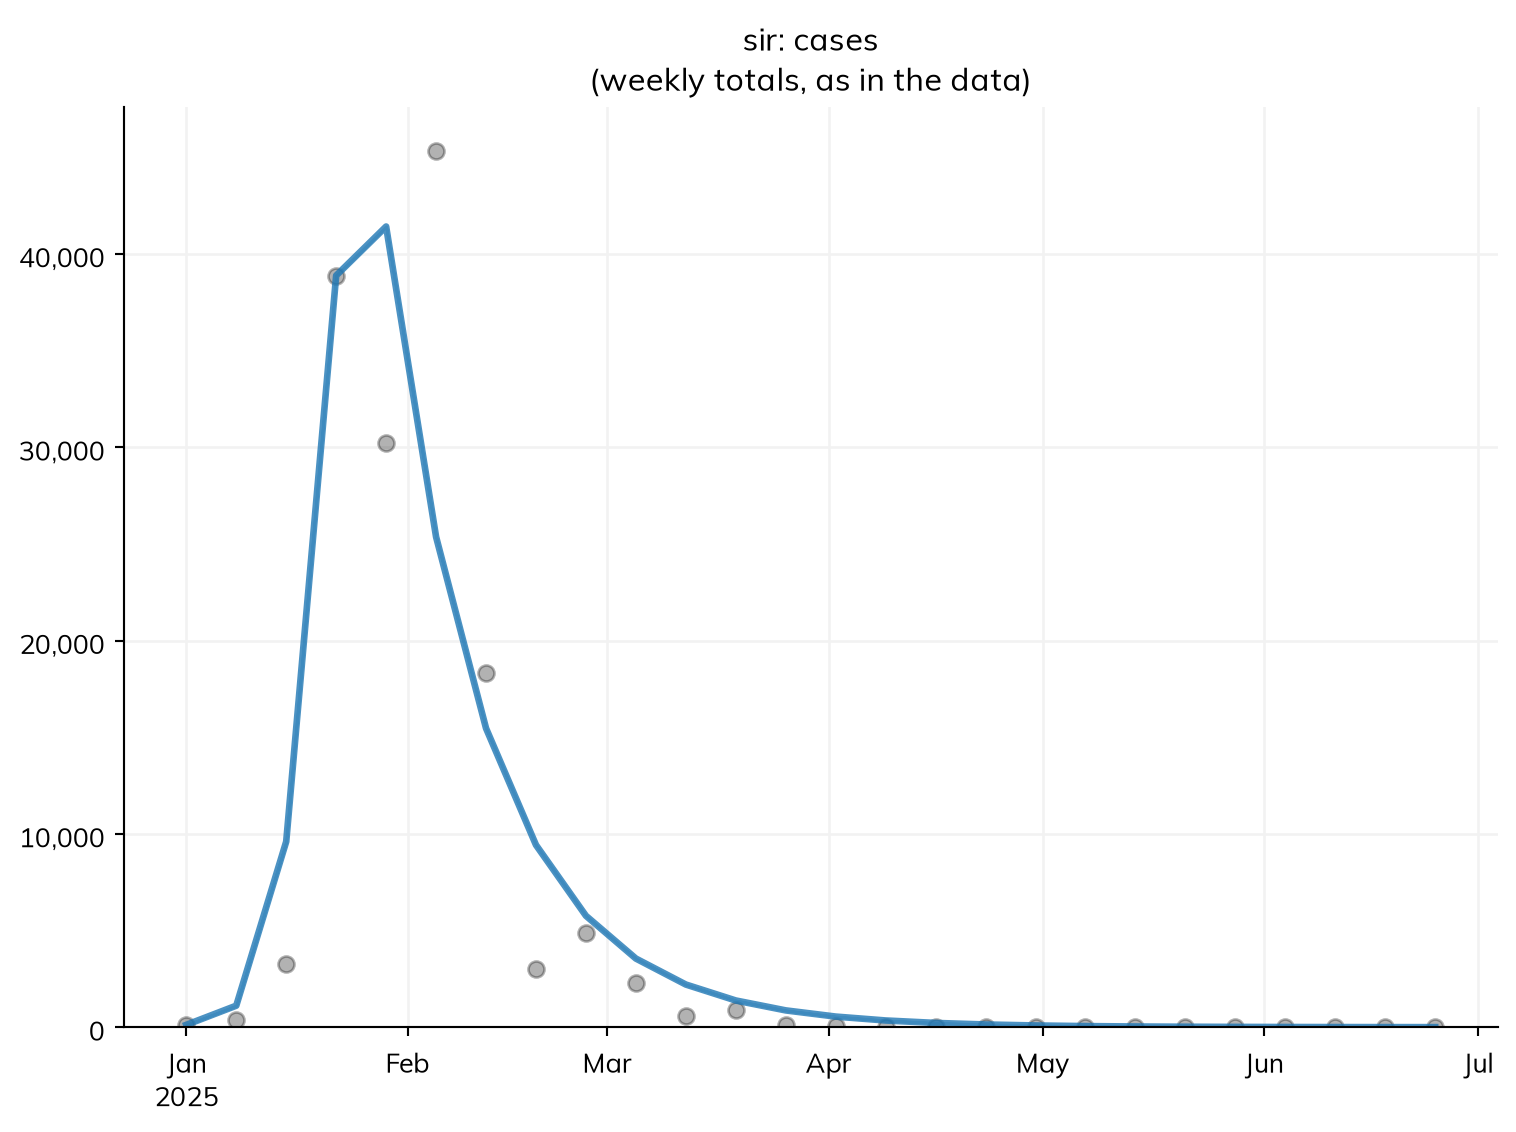 sir: cases
(weekly totals, as in the data)
40,000
30,000
20,000
10,000
0
Jan
2025
Feb
Mar
Apr
May
Jun
Jul